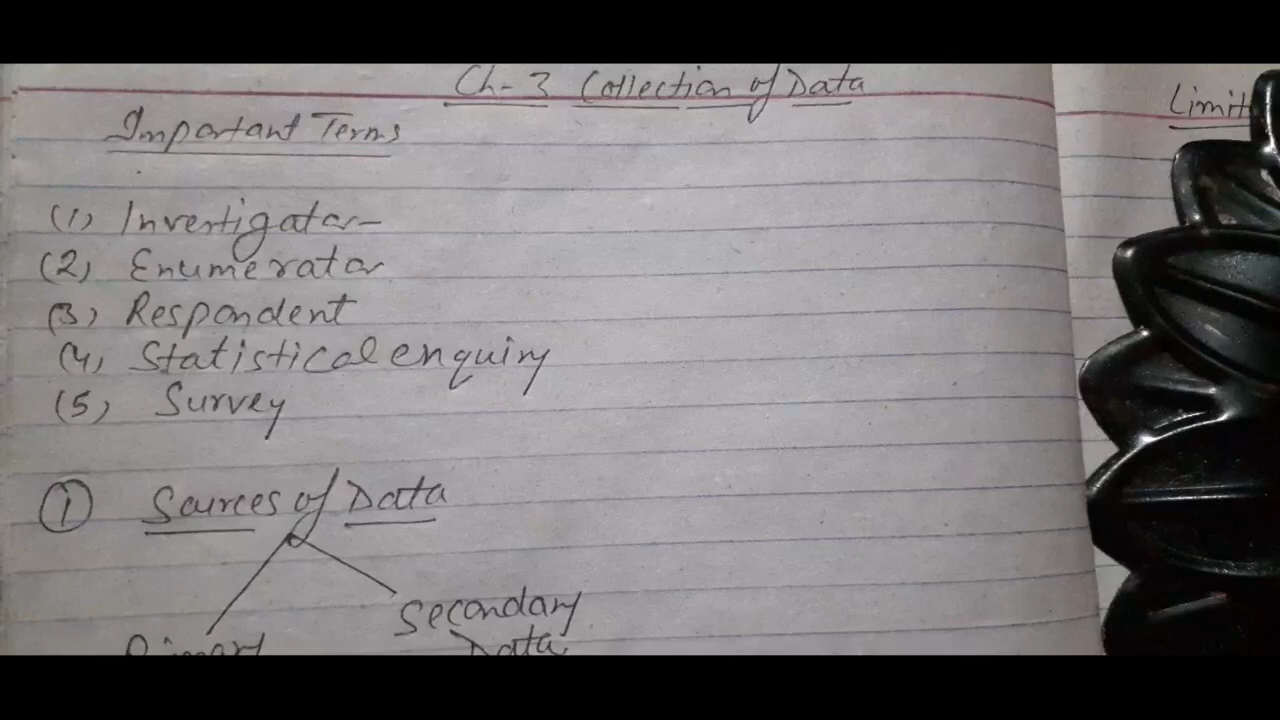 Ch-3 Collection of Data
Important Terms
(1) Investigator-
(2) Enumerator
(3) Respondent
(4) Statistical enquiry
(5) Survey
① Sources of Data
Primary
Secondary
Data